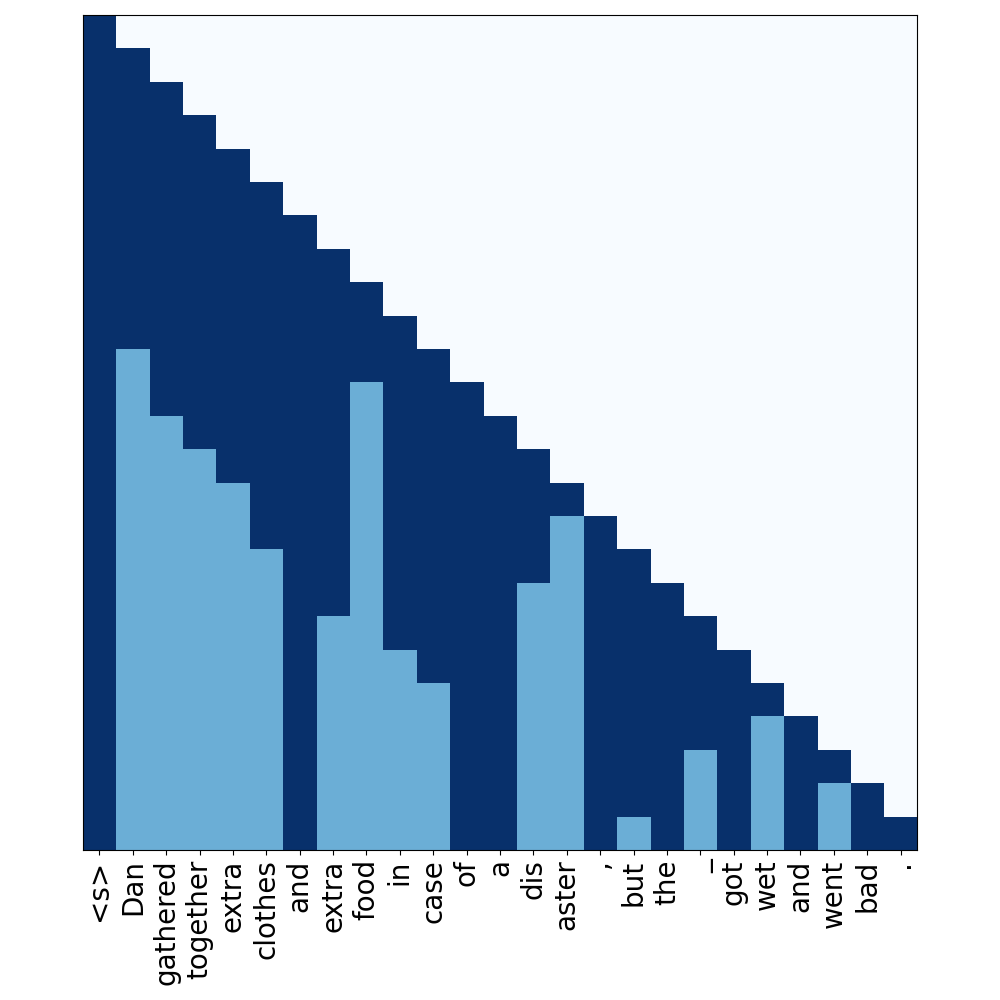 <s> Dan gathered together extra clothes and extra food in case of a dis aster , but the _ got wet and went bad .